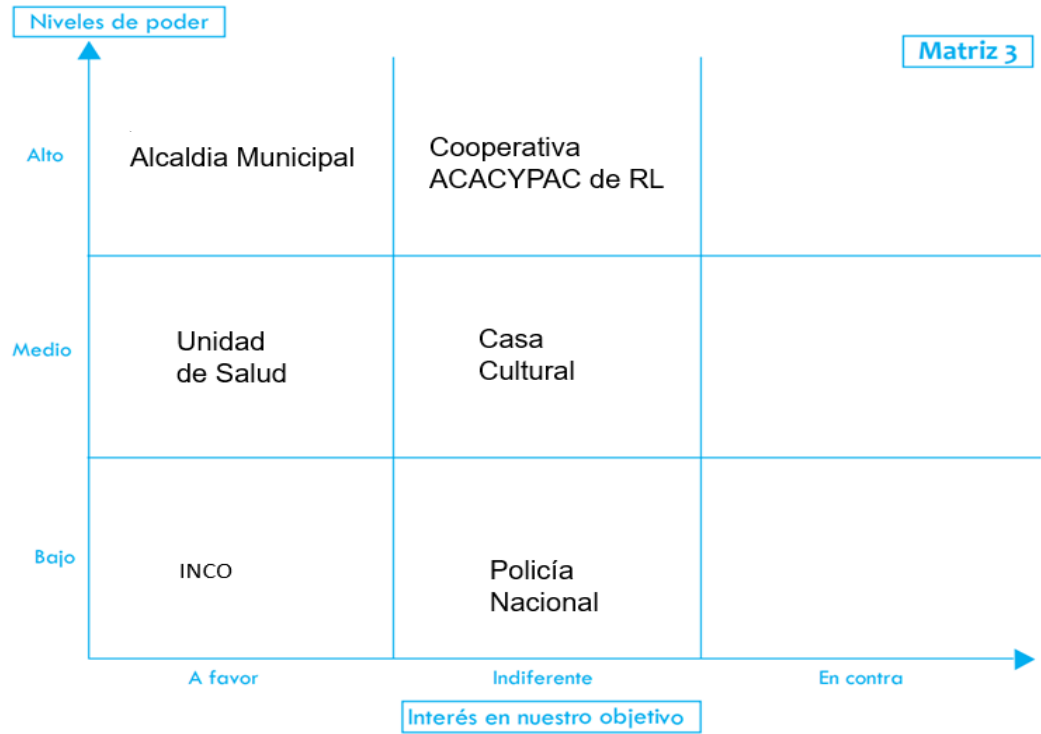 Niveles de poder
Matriz 3
Alto
Alcaldia Municipal
Cooperativa
ACACYPAC de RL
Medio
Unidad
de Salud
Casa
Cultural
Bajo
INCO
Policía
Nacional
A favor
Indiferente
En contra
Interés en nuestro objetivo